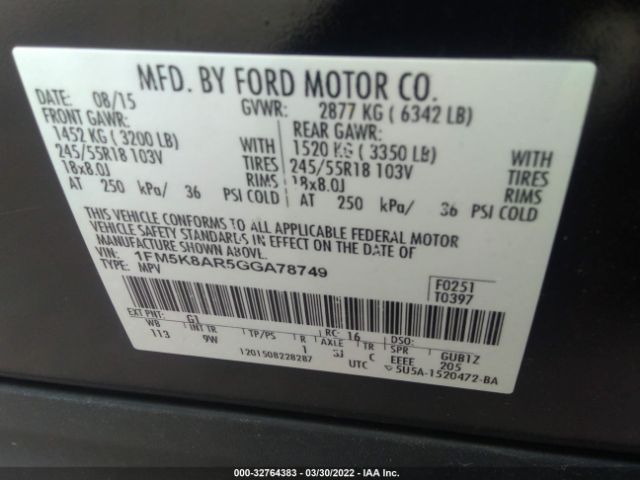 MFD. BY FORD MOTOR CO.
DATE: 08/15 GVWR: 2877 KG ( 6342 LB)
FRONT GAWR: REAR GAWR:
1452 KG ( 3200 LB) WITH 1520 KG ( 3350 LB) WITH
245/55R18 103V TIRES 245/55R18 103V TIRES
18x8.0J RIMS 18x8.0J RIMS
AT 250 kPa/ 36 PSI COLD AT 250 kPa/ 36 PSI COLD
THIS VEHICLE CONFORMS TO ALL APPLICABLE FEDERAL MOTOR
VEHICLE SAFETY STANDARDS IN EFFECT ON THE DATE OF
MANUFACTURE SHOWN ABOVE.
VIN: 1FM5K8AR5GGA78749
TYPE: MPV
F0251
T0397
EXT PNT: G1 RC: 16 DSO:
WB INT TR TP/PS R AXLE TR SPR GUB1Z
113 9W 1 3J C EEEE 205
1201508228287 UTC 5U5A-1520472-BA
000-32764383 - 03/30/2022 - IAA Inc.